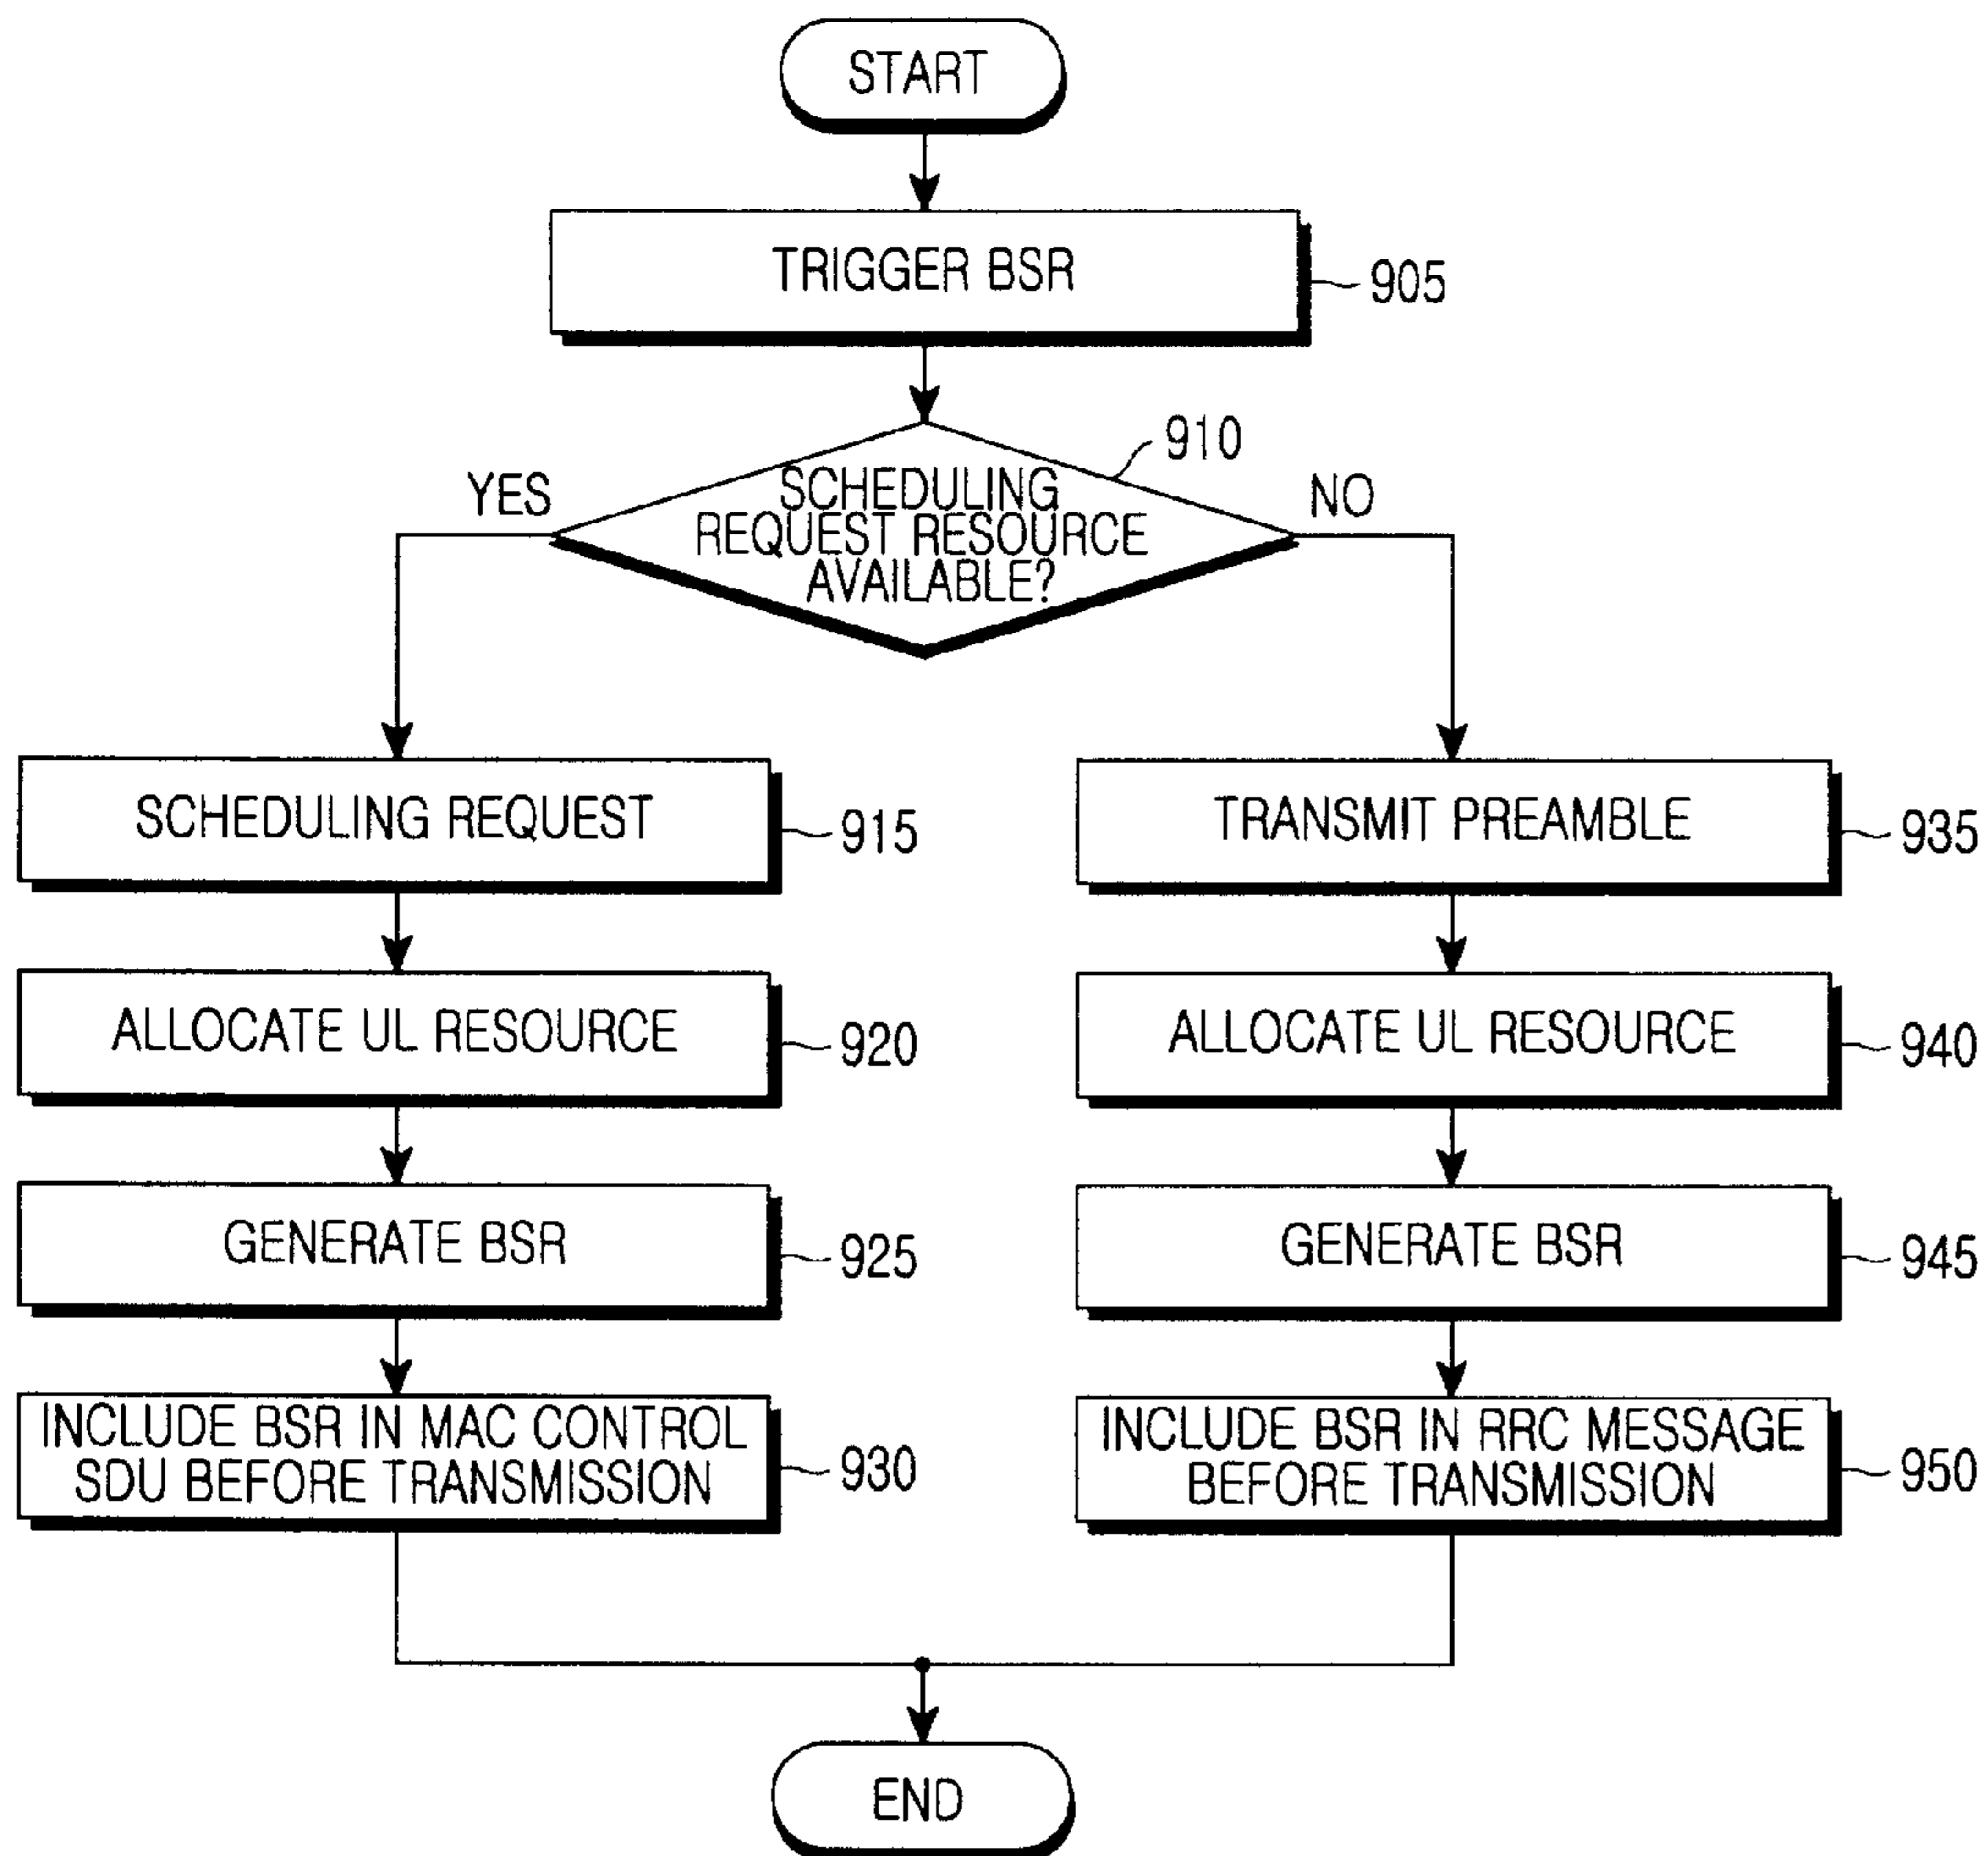 START
TRIGGER BSR
905
910
YES
SCHEDULING
REQUEST RESOURCE
AVAILABLE?
NO
SCHEDULING REQUEST
915
ALLOCATE UL RESOURCE
920
GENERATE BSR
925
INCLUDE BSR IN MAC CONTROL
SDU BEFORE TRANSMISSION
930
TRANSMIT PREAMBLE
935
ALLOCATE UL RESOURCE
940
GENERATE BSR
945
INCLUDE BSR IN RRC MESSAGE
BEFORE TRANSMISSION
950
END